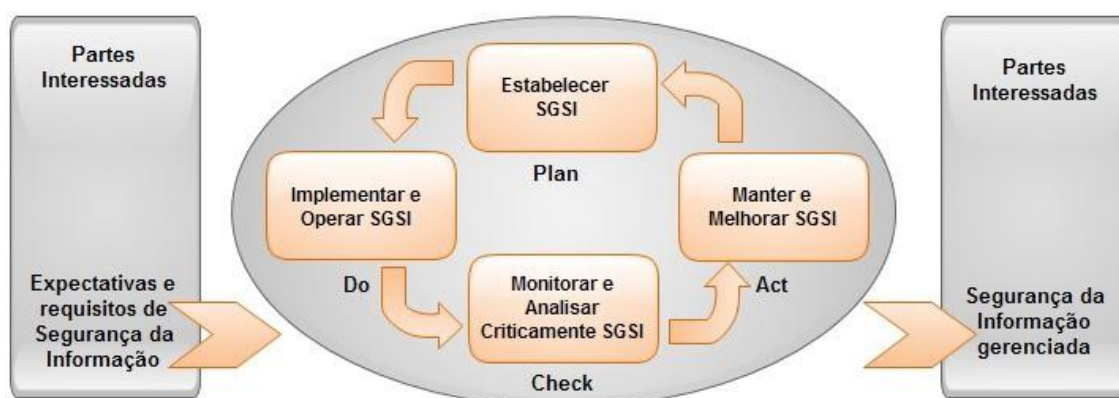 Partes
Interessadas
Expectativas e
requisitos de
Segurança da
Informação
Estabelecer
SGSI
Plan
Implementar e
Operar SGSI
Do
Monitorar e
Analisar
Criticamente SGSI
Check
Manter e
Melhorar SGSI
Act
Partes
Interessadas
Segurança da
Informação
gerenciada